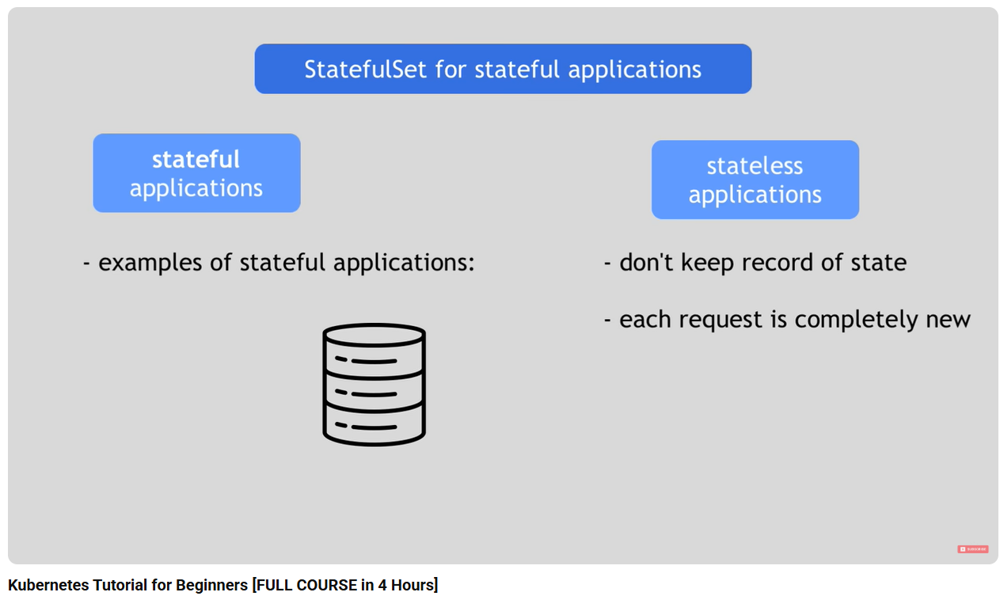 StatefulSet for stateful applications
stateful
applications
- examples of stateful applications:
stateless
applications
- don't keep record of state
- each request is completely new
SUBSCRIBE
Kubernetes Tutorial for Beginners [FULL COURSE in 4 Hours]